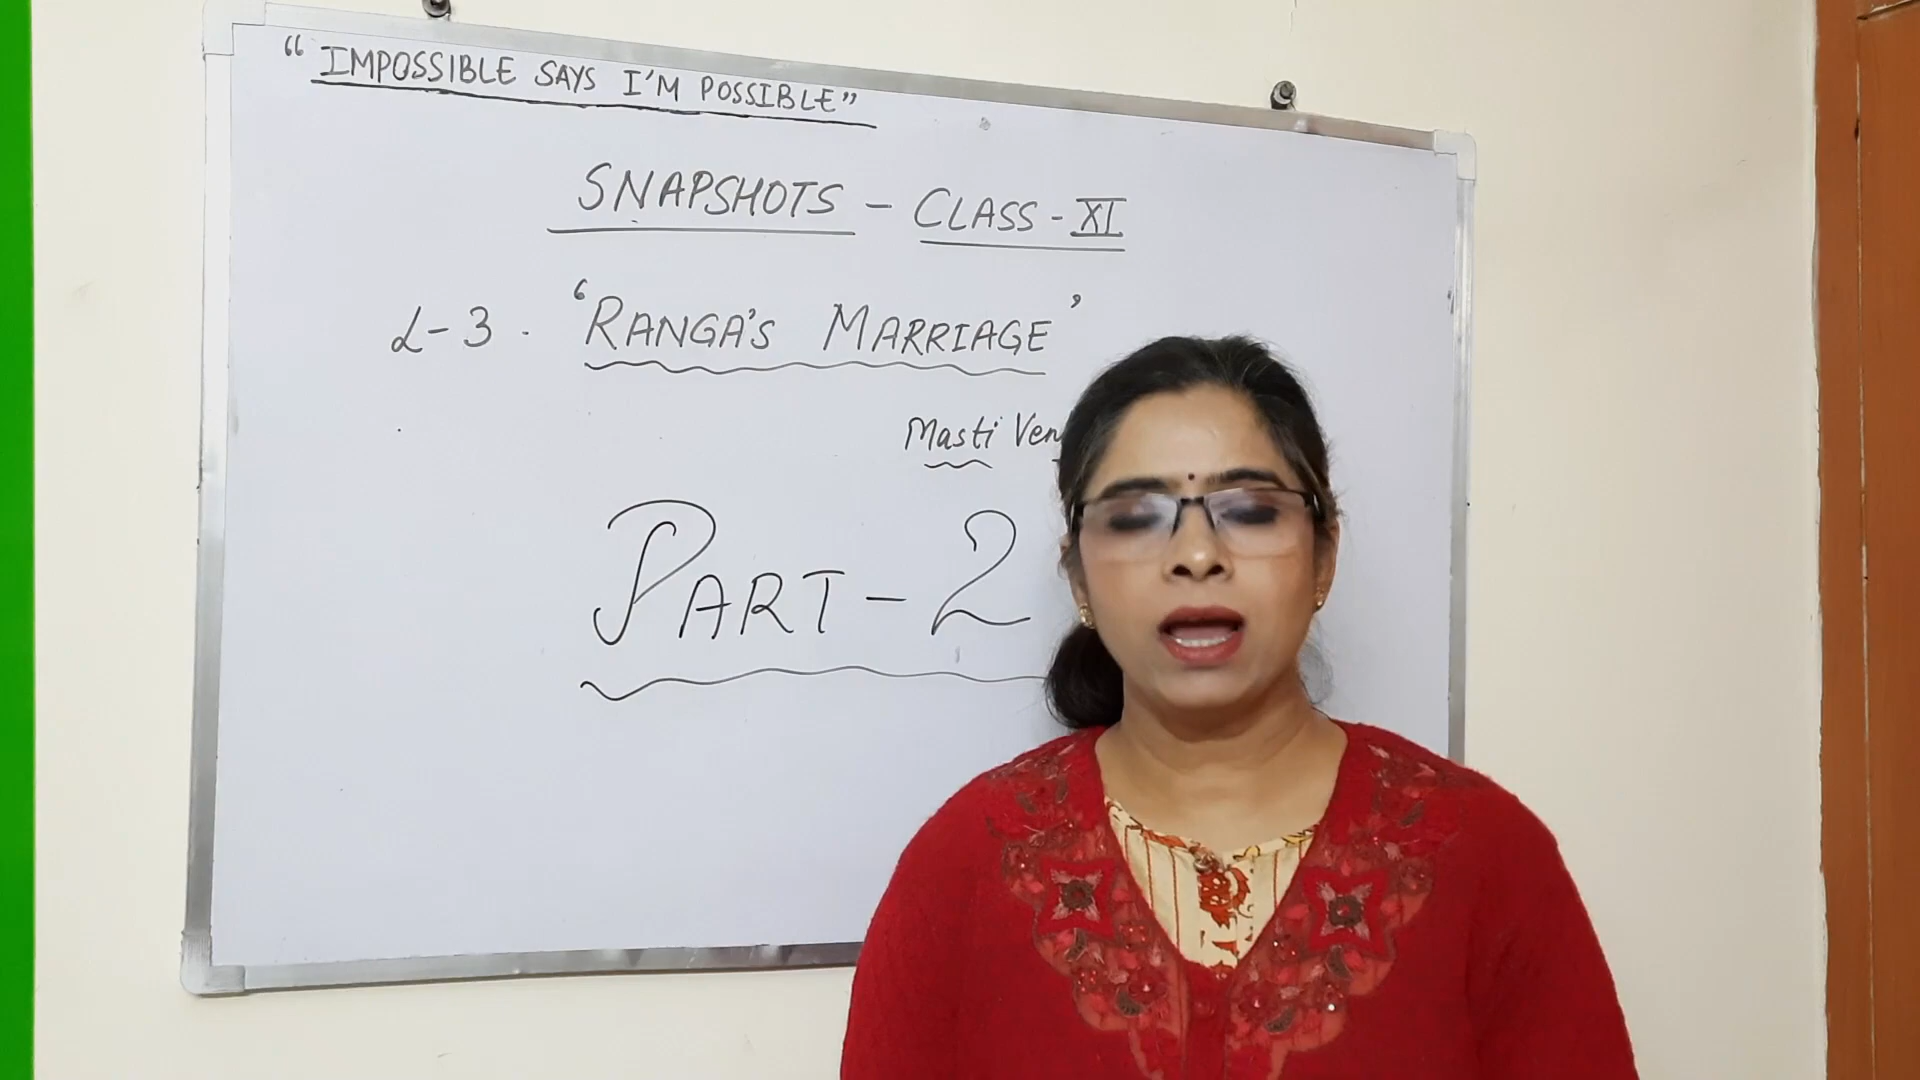 “IMPOSSIBLE SAYS I’M POSSIBLE”
SNAPSHOTS – CLASS - XI
L-3. ‘RANGA’S MARRIAGE’
Masti
PART-2